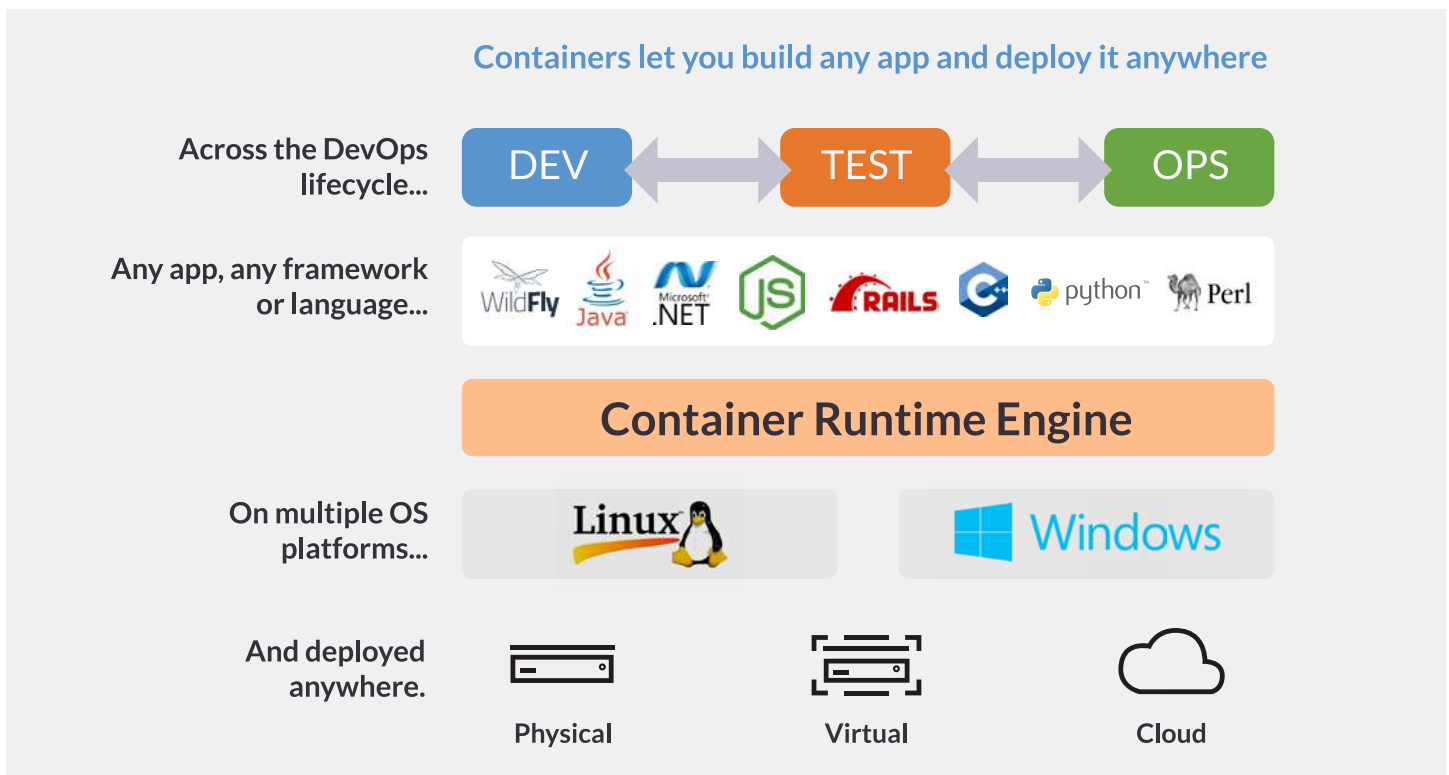 Containers let you build any app and deploy it anywhere
Across the DevOps
lifecycle...
DEV
TEST
OPS
Any app, any framework
or language...
WildFly
Java
Microsoft
.NET
JS
RAILS
C++
python™
Perl
Container Runtime Engine
On multiple OS
platforms...
Linux
Windows
And deployed
anywhere.
Physical
Virtual
Cloud